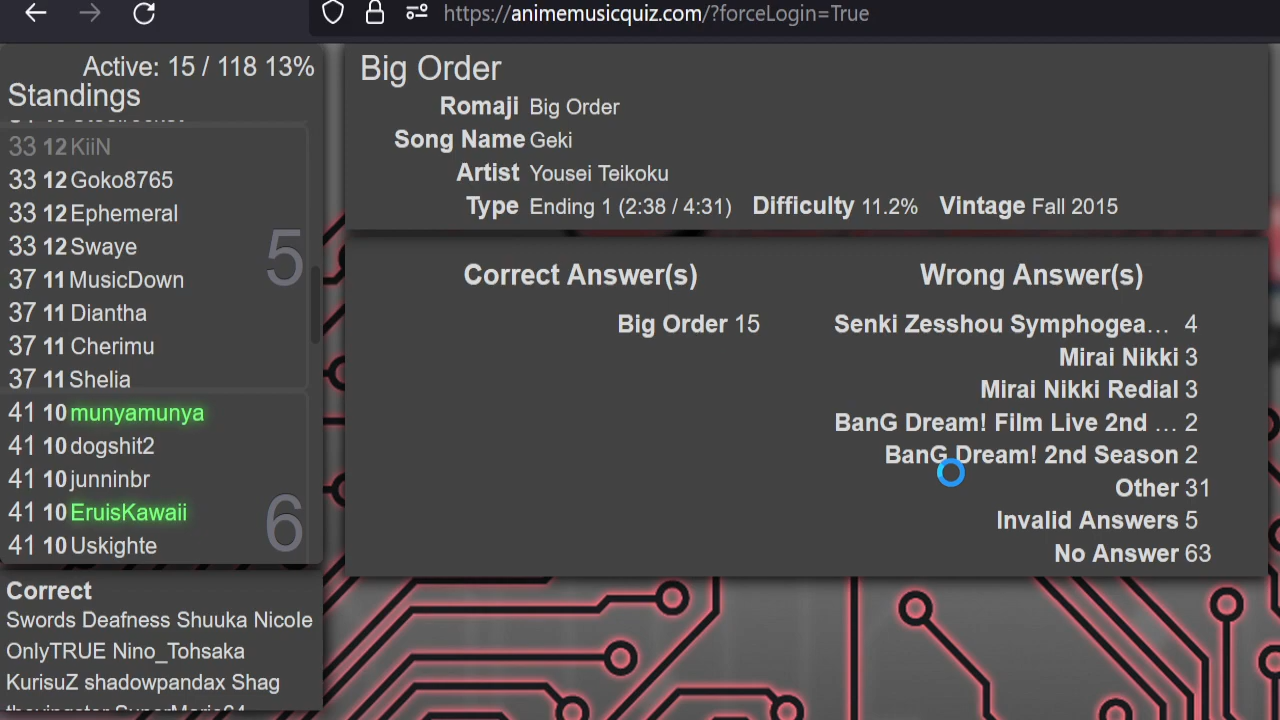 https://animemusicquiz.com/?forceLogin=True
Active: 15 / 118 13%
Standings
33 12 KiiN
33 12 Goko8765
33 12 Ephemeral
33 12 Swaye
5
37 11 MusicDown
37 11 Diantha
37 11 Cherimu
37 11 Shelia
41 10 munyamunya
41 10 dogshit2
41 10 junninbr
41 10 EruisKawaii
6
41 10 Uskighte
Correct
Swords Deafness Shuuka Nicole
OnlyTRUE Nino_Tohsaka
KurisuZ shadowpandax Shag
Big Order
Romaji Big Order
Song Name Geki
Artist Yousei Teikoku
Type Ending 1 (2:38 / 4:31) Difficulty 11.2% Vintage Fall 2015
Correct Answer(s)
Big Order 15
Wrong Answer(s)
Senki Zesshou Symphogea... 4
Mirai Nikki 3
Mirai Nikki Redial 3
BanG Dream! Film Live 2nd ... 2
BanG Dream! 2nd Season 2
Other 31
Invalid Answers 5
No Answer 63